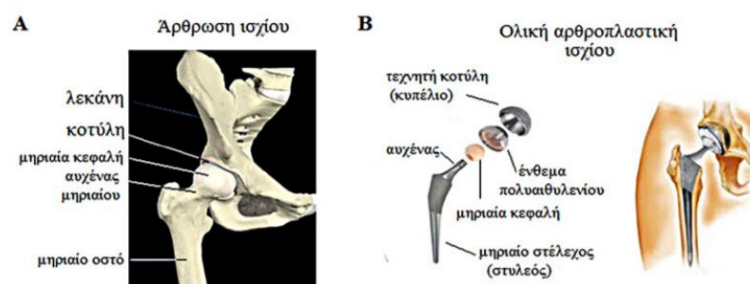 A
Άρθρωση ισχίου
λεκάνη
κοτύλη
μηριαία κεφαλή
αυχένας
μηριαίου
μηριαίο οστό
B
Ολική αρθροπλαστική
ισχίου
τεχνητή κοτύλη
(κυπέλιο)
αυχένας
ένθεμα
πολυαιθυλενίου
μηριαία κεφαλή
μηριαίο στέλεχος
(στυλεός)